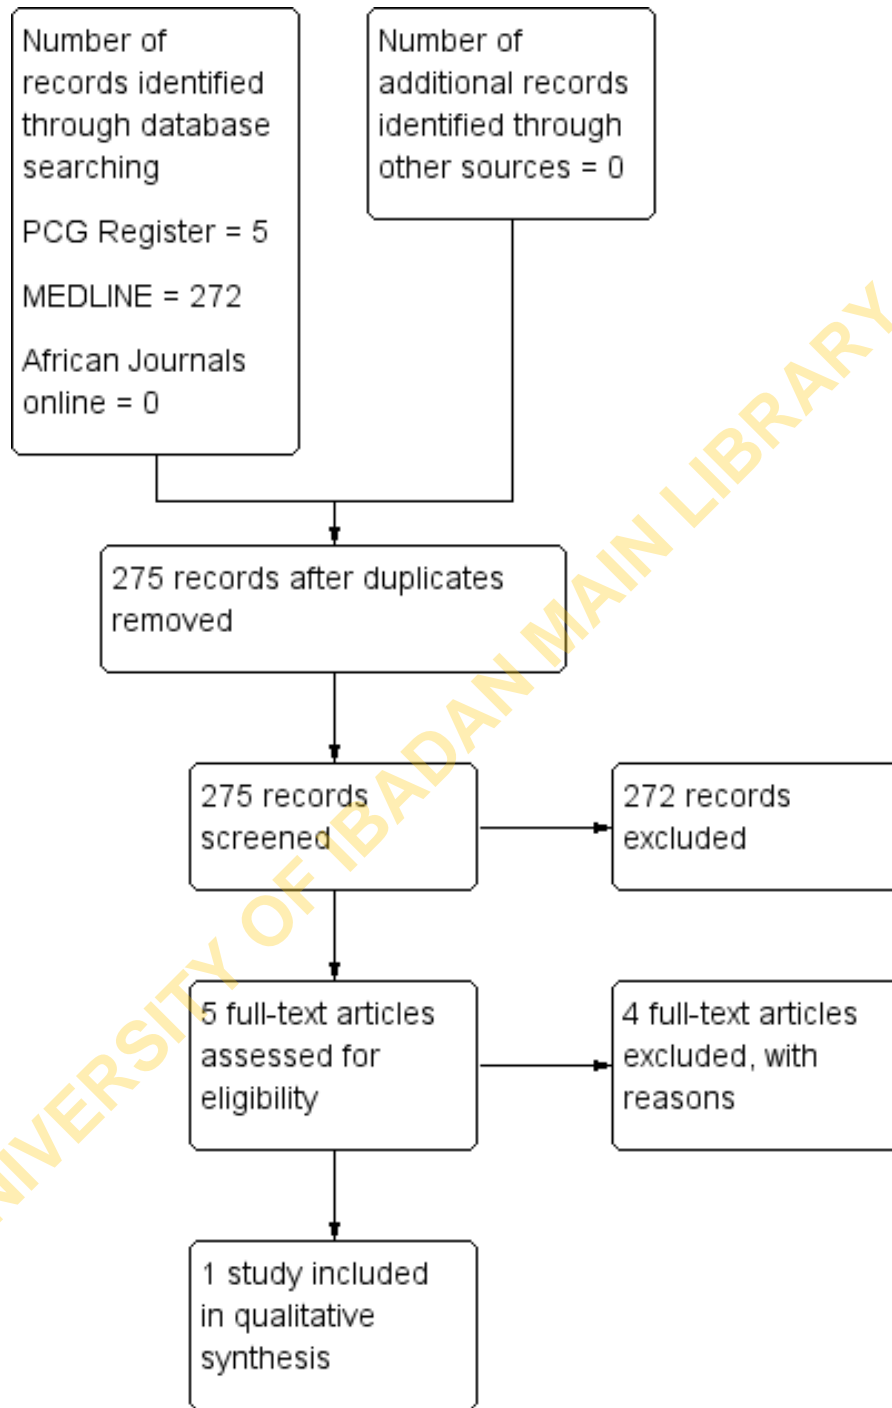 Number of
records identified
through database
searching
PCG Register = 5
MEDLINE = 272
African Journals
online = 0
Number of
additional records
identified through
other sources = 0
275 records after duplicates
removed
275 records
screened
272 records
excluded
5 full-text articles
assessed for
eligibility
4 full-text articles
excluded, with
reasons
1 study included
in qualitative
synthesis
NIVERSITY OF IBADAN MAIN LIBRARY